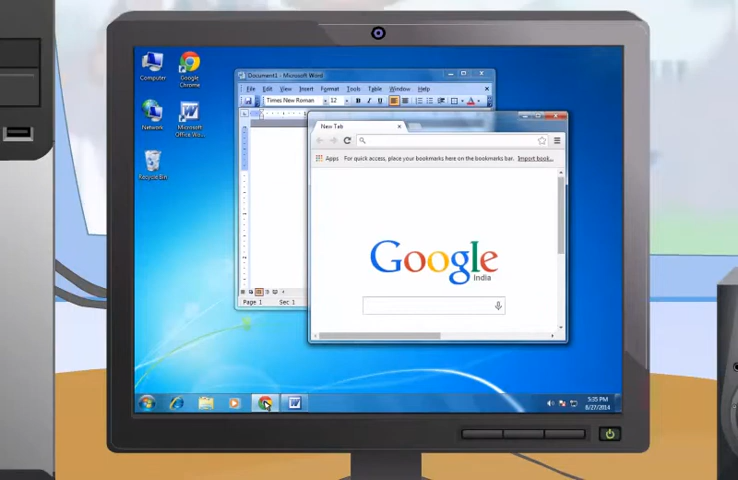 Computer
Google
Chrome
Network
Microsoft
Office Wo...
Recycle Bin
Document1 - Microsoft Word
File Edit View Insert Format Tools Table Window Help
Times New Roman 12 B I U
Page 1 Sec 1
New Tab
Apps For quick access, place your bookmarks here on the bookmarks bar. Import book...
Google
India
5:35 PM
8/27/2014